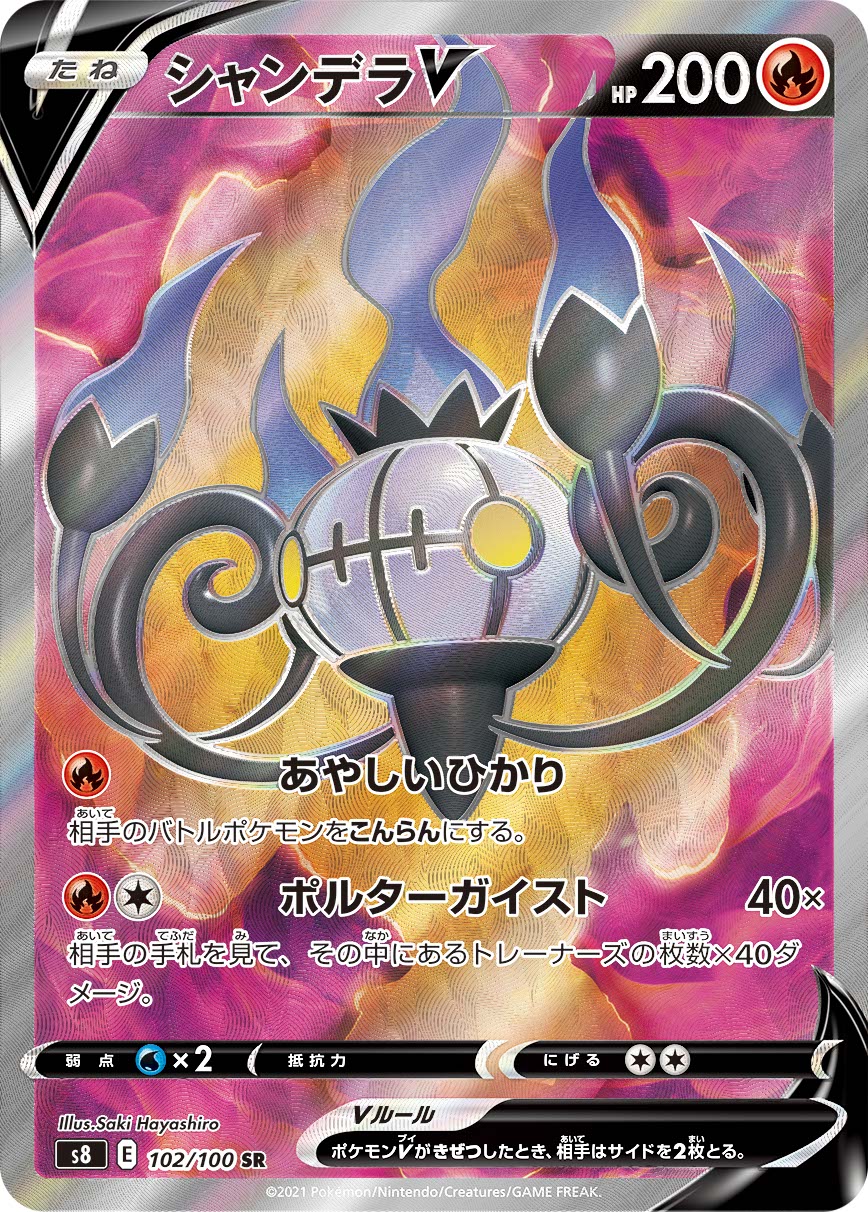 たね シャンデラV HP 200
あやしいひかり
相手のバトルポケモンをこんらんにする。
ポルターガイスト 40×
相手の手札を見て、その中にあるトレーナーズの枚数×40ダ
メージ。
弱点 ×2 抵抗力 にげる
Illus.Saki Hayashiro
Vルール
ポケモンVがきぜつしたとき、相手はサイドを2枚とる。
s8 E 102/100 SR
©2021 Pokémon/Nintendo/Creatures/GAME FREAK.